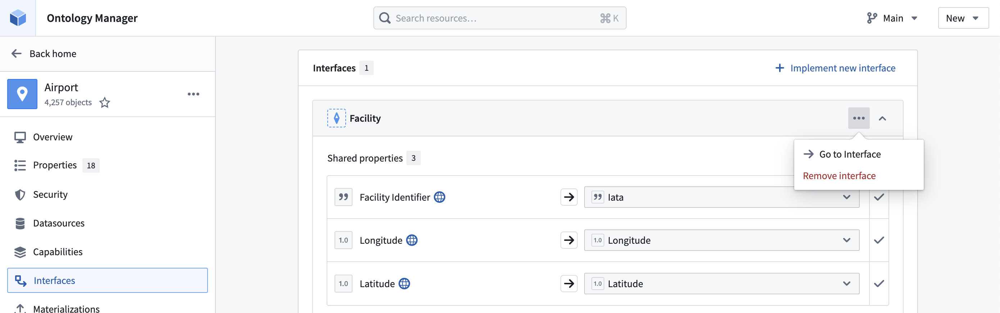 Ontology Manager
Search resources…
⌘ K
Main
New
Back home
Airport
4,257 objects
Overview
Properties 18
Security
Datasources
Capabilities
Interfaces
Materializations
Interfaces 1
Implement new interface
Facility
Go to Interface
Remove interface
Shared properties 3
Facility Identifier
Iata
1.0 Longitude
1.0 Longitude
1.0 Latitude
1.0 Latitude